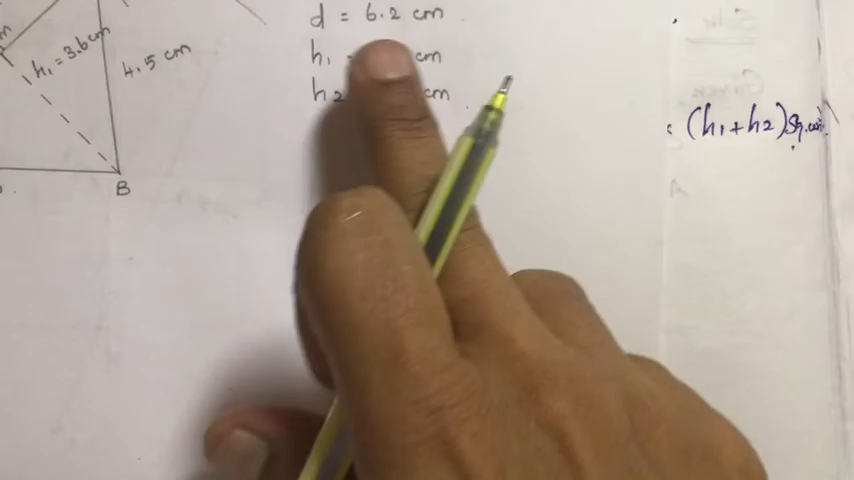 d = 6.2 cm
h₁ = cm
h₂ cm
h₁ = 3.6 cm
4.5 cm
B
(h₁+h₂) Sq.cm.